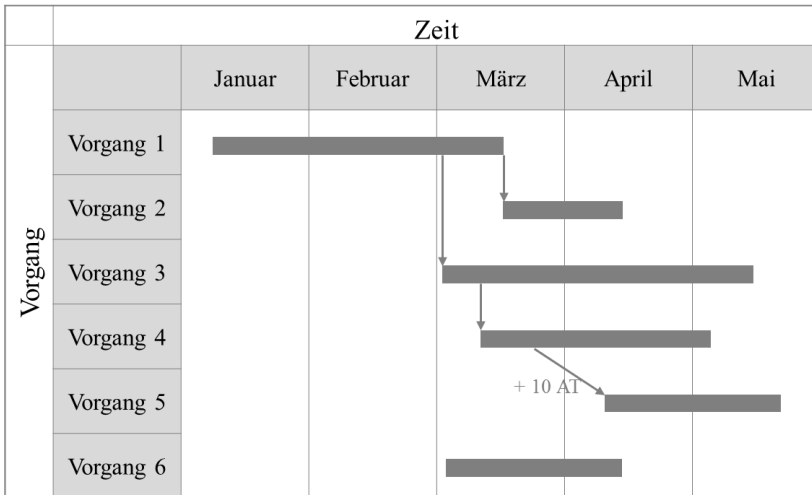 Zeit
Januar Februar März April Mai
Vorgang
Vorgang 1
Vorgang 2
Vorgang 3
Vorgang 4
+ 10 AT
Vorgang 5
Vorgang 6